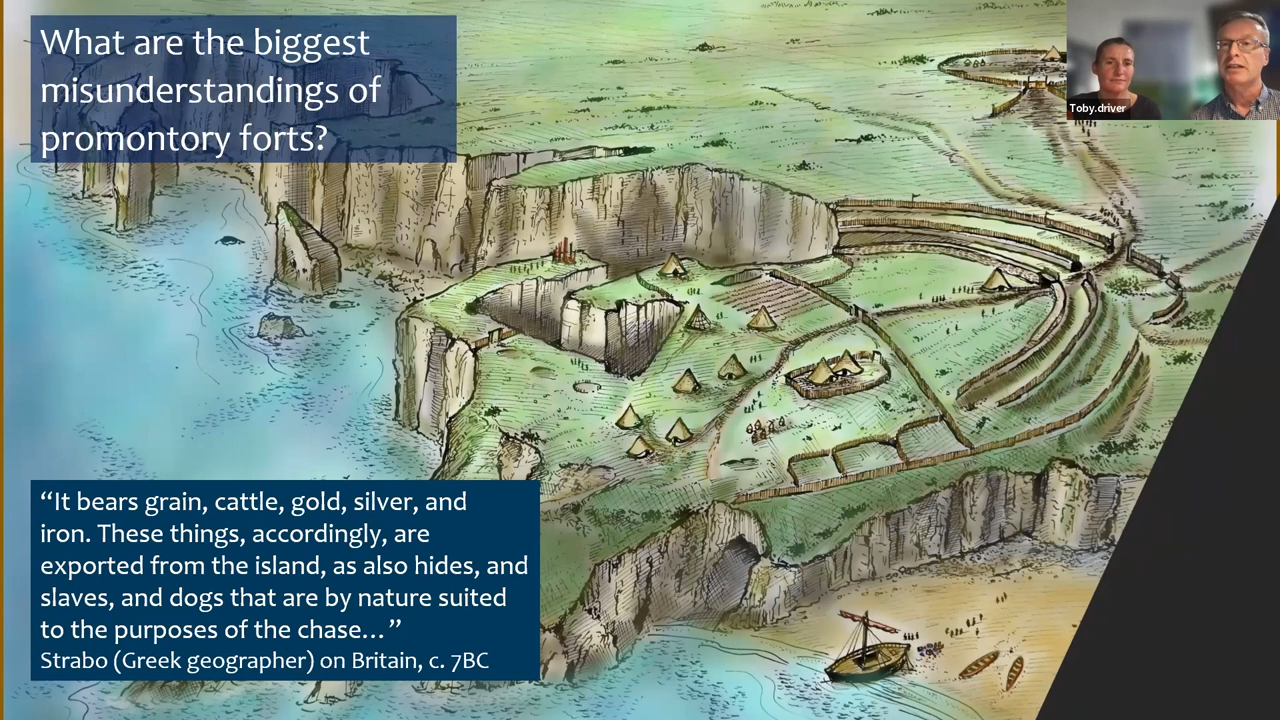 What are the biggest
misunderstandings of
promontory forts?
Toby.driver
“It bears grain, cattle, gold, silver, and
iron. These things, accordingly, are
exported from the island, as also hides, and
slaves, and dogs that are by nature suited
to the purposes of the chase…”
Strabo (Greek geographer) on Britain, c. 7BC